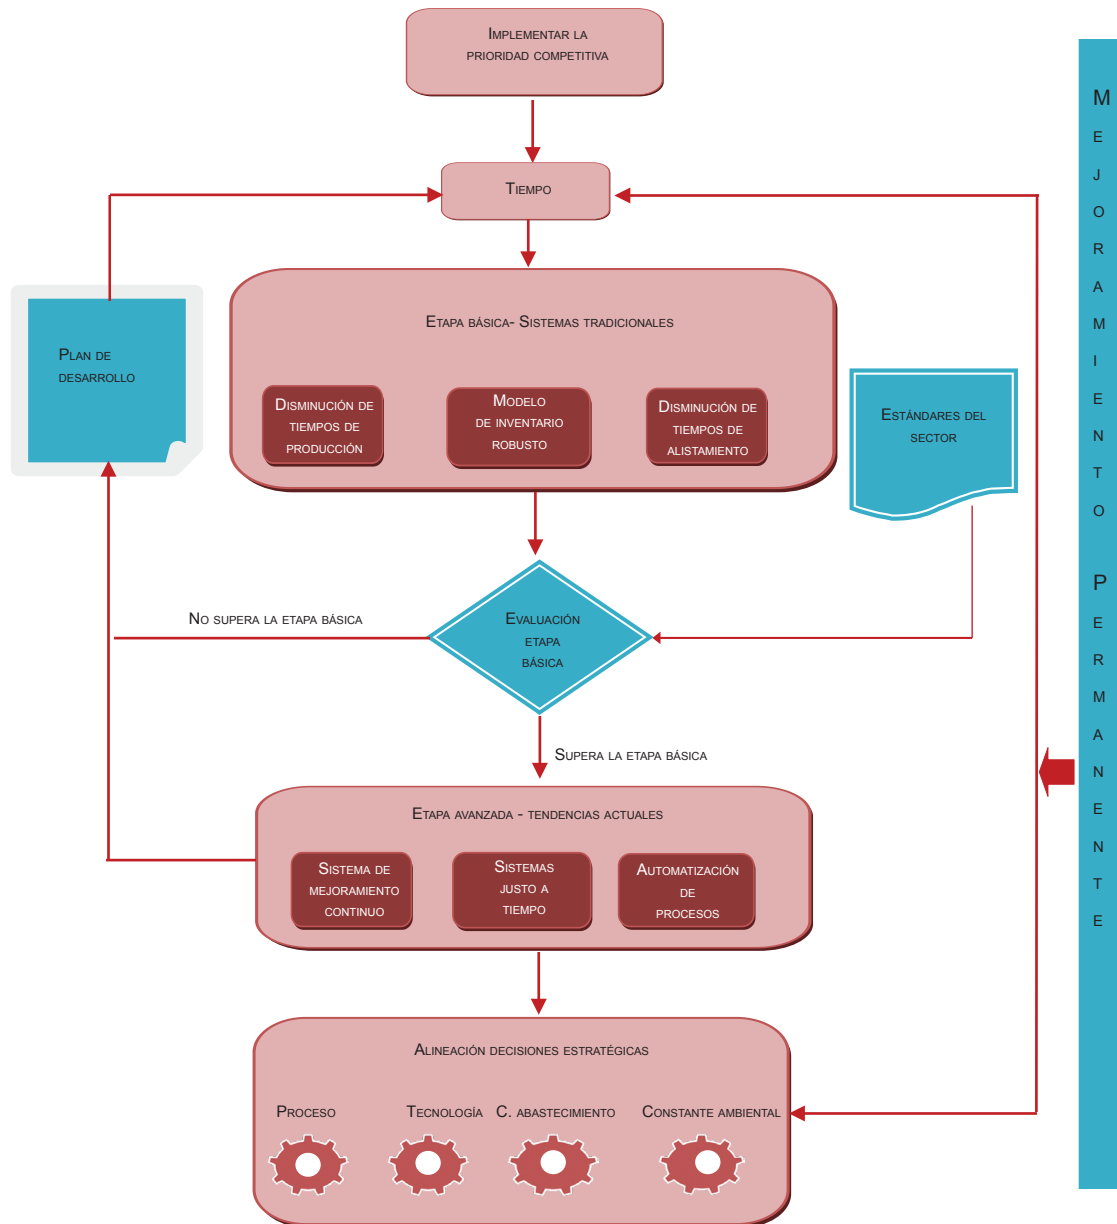 Implementar la
prioridad competitiva
Tiempo
Etapa básica- Sistemas tradicionales
Disminución de
tiempos de
producción
Modelo
de inventario
robusto
Disminución de
tiempos de
alistamiento
Plan de
desarrollo
Estándares del
sector
No supera la etapa básica
Evaluación
etapa
básica
Supera la etapa básica
Etapa avanzada - tendencias actuales
Sistema de
mejoramiento
continuo
Sistemas
justo a
tiempo
Automatización
de
procesos
Alineación decisiones estratégicas
Proceso
Tecnología
C. abastecimiento
Constante ambiental
Mejoramiento Permanente